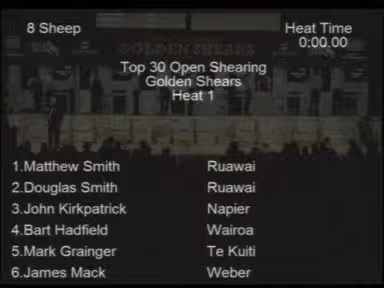 8 Sheep
Heat Time
0:00.00
GOLDEN SHEARS
Top 30 Open Shearing
Golden Shears
Heat 1
1.Matthew Smith Ruawai
2.Douglas Smith Ruawai
3.John Kirkpatrick Napier
4.Bart Hadfield Wairoa
5.Mark Grainger Te Kuiti
6.James Mack Weber